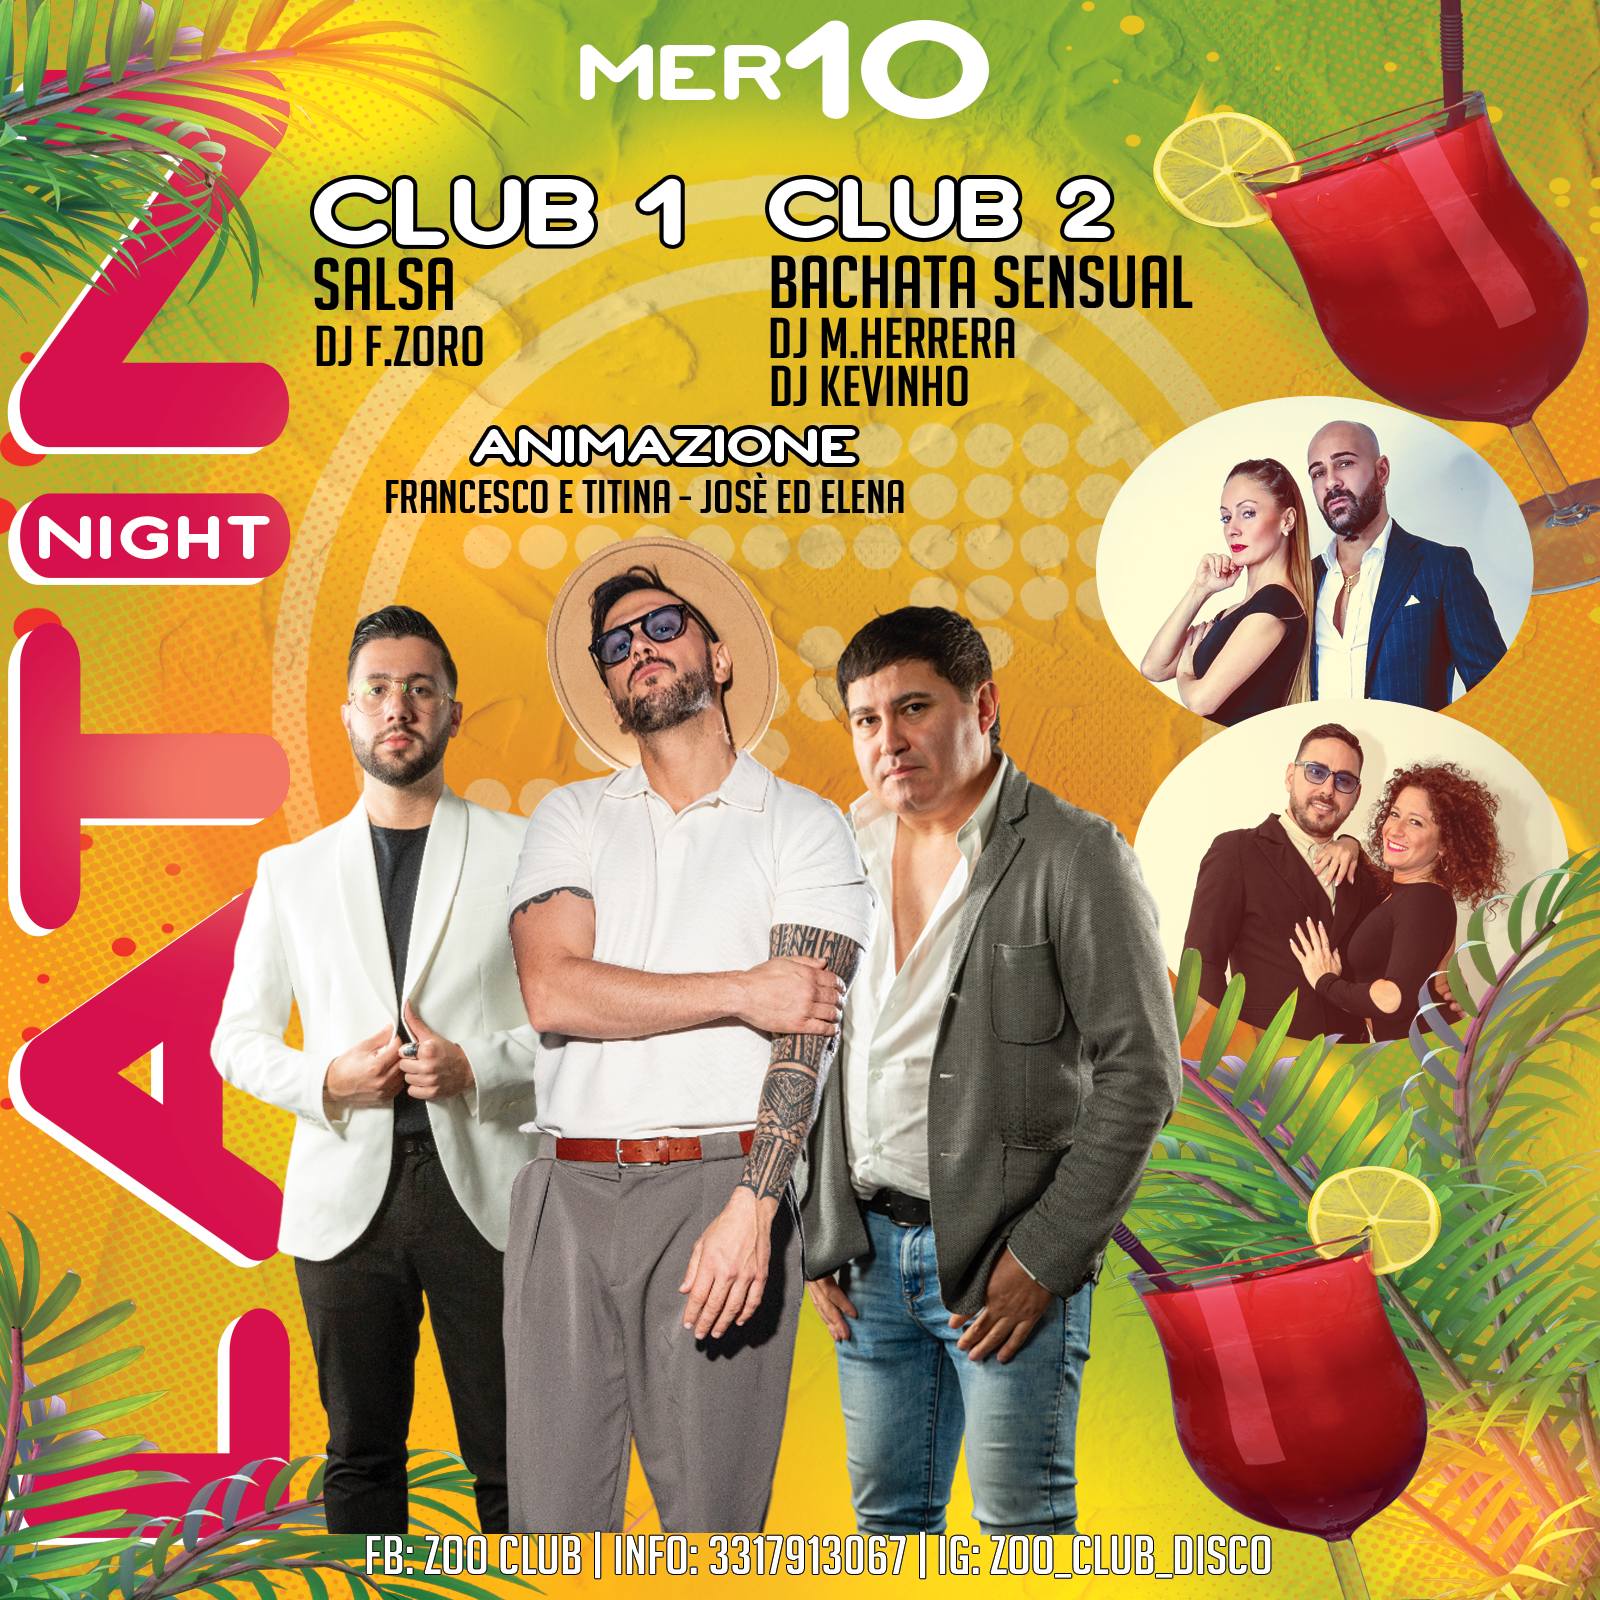 MER10
CLUB 1
SALSA
DJ F.ZORO
CLUB 2
BACHATA SENSUAL
DJ M.HERRERA
DJ KEVINHO
ANIMAZIONE
FRANCESCO E TITINA - JOSÈ ED ELENA
LATIN
NIGHT
FB: ZOO CLUB | INFO: 3317913067 | IG: ZOO_CLUB_DISCO